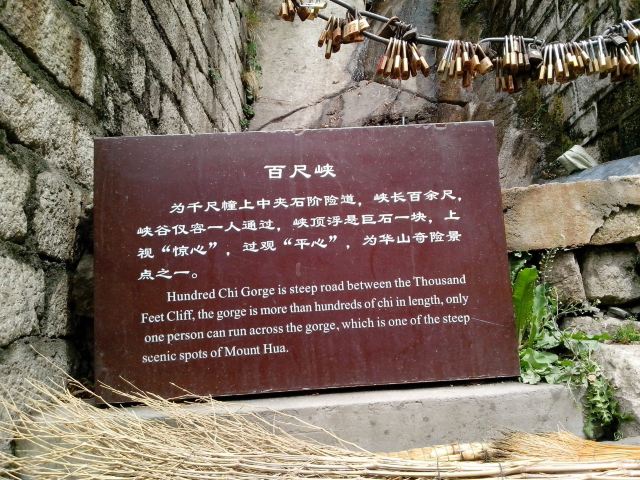 百尺峡
为千尺幢上中夹石阶险道，峡长百余尺，
峡谷仅容一人通过，峡顶浮悬巨石一块，上
视“惊心”，过观“平心”，为华山奇险景
点之一。
Hundred Chi Gorge is steep road between the Thousand
Feet Cliff, the gorge is more than hundreds of chi in length, only
one person can run across the gorge, which is one of the steep
scenic spots of Mount Hua.